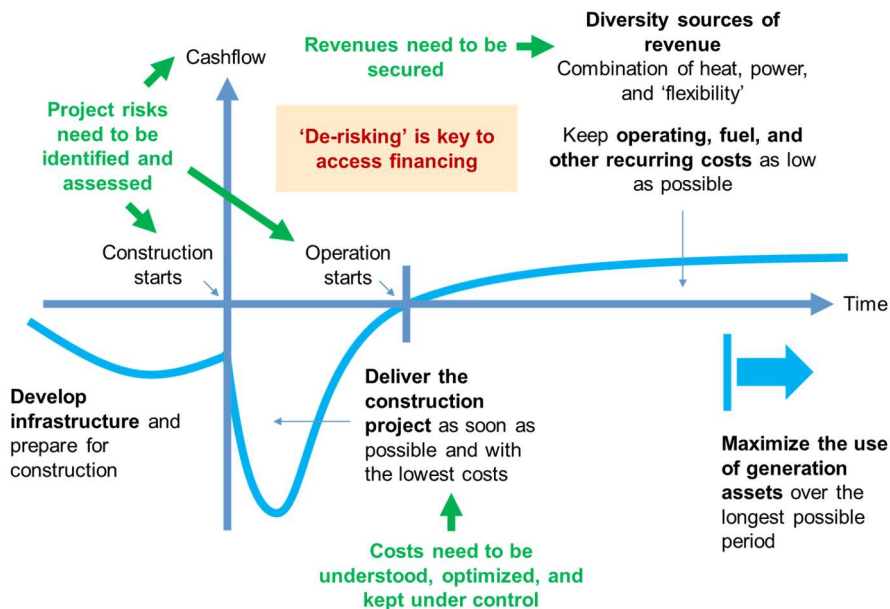 Cashflow
Revenues need to be
secured
Diversity sources of
revenue
Combination of heat, power,
and ‘flexibility’
Project risks
need to be
identified and
assessed
‘De-risking’ is key to
access financing
Keep operating, fuel, and
other recurring costs as low
as possible
Construction
starts
Operation
starts
Time
Develop
infrastructure and
prepare for
construction
Deliver the
construction
project as soon as
possible and with
the lowest costs
Maximize the use
of generation
assets over the
longest possible
period
Costs need to be
understood, optimized, and
kept under control